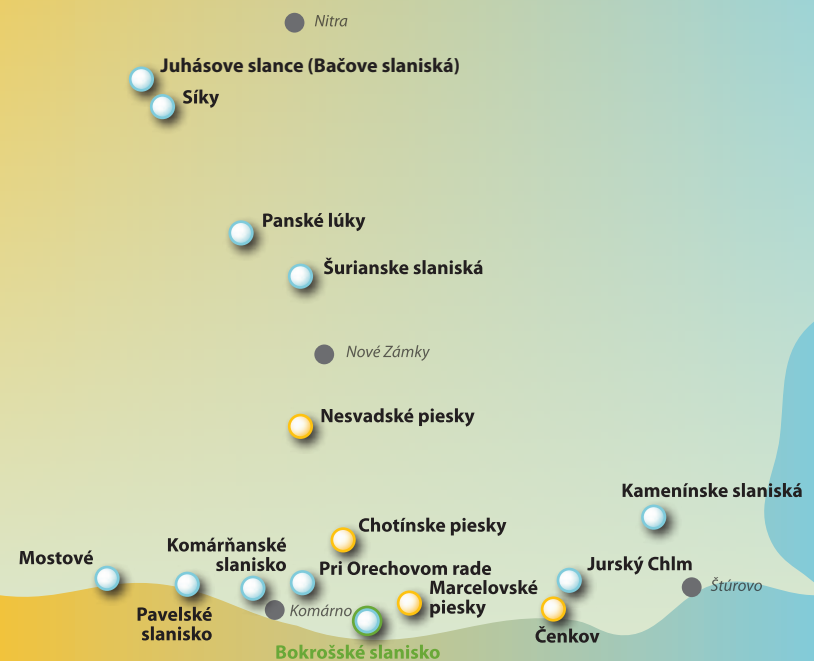 Nitra
Juhásove slance (Bačove slaniská)
Síky
Panské lúky
Šurianske slaniská
Nové Zámky
Nesvadské piesky
Kamenínske slaniská
Chotínske piesky
Komárňanské
slanisko
Mostové
Pri Orechovom rade
Jurský Chlm
Marcelovské
piesky
Štúrovo
Pavelské
slanisko
Komárno
Čenkov
Bokrošské slanisko